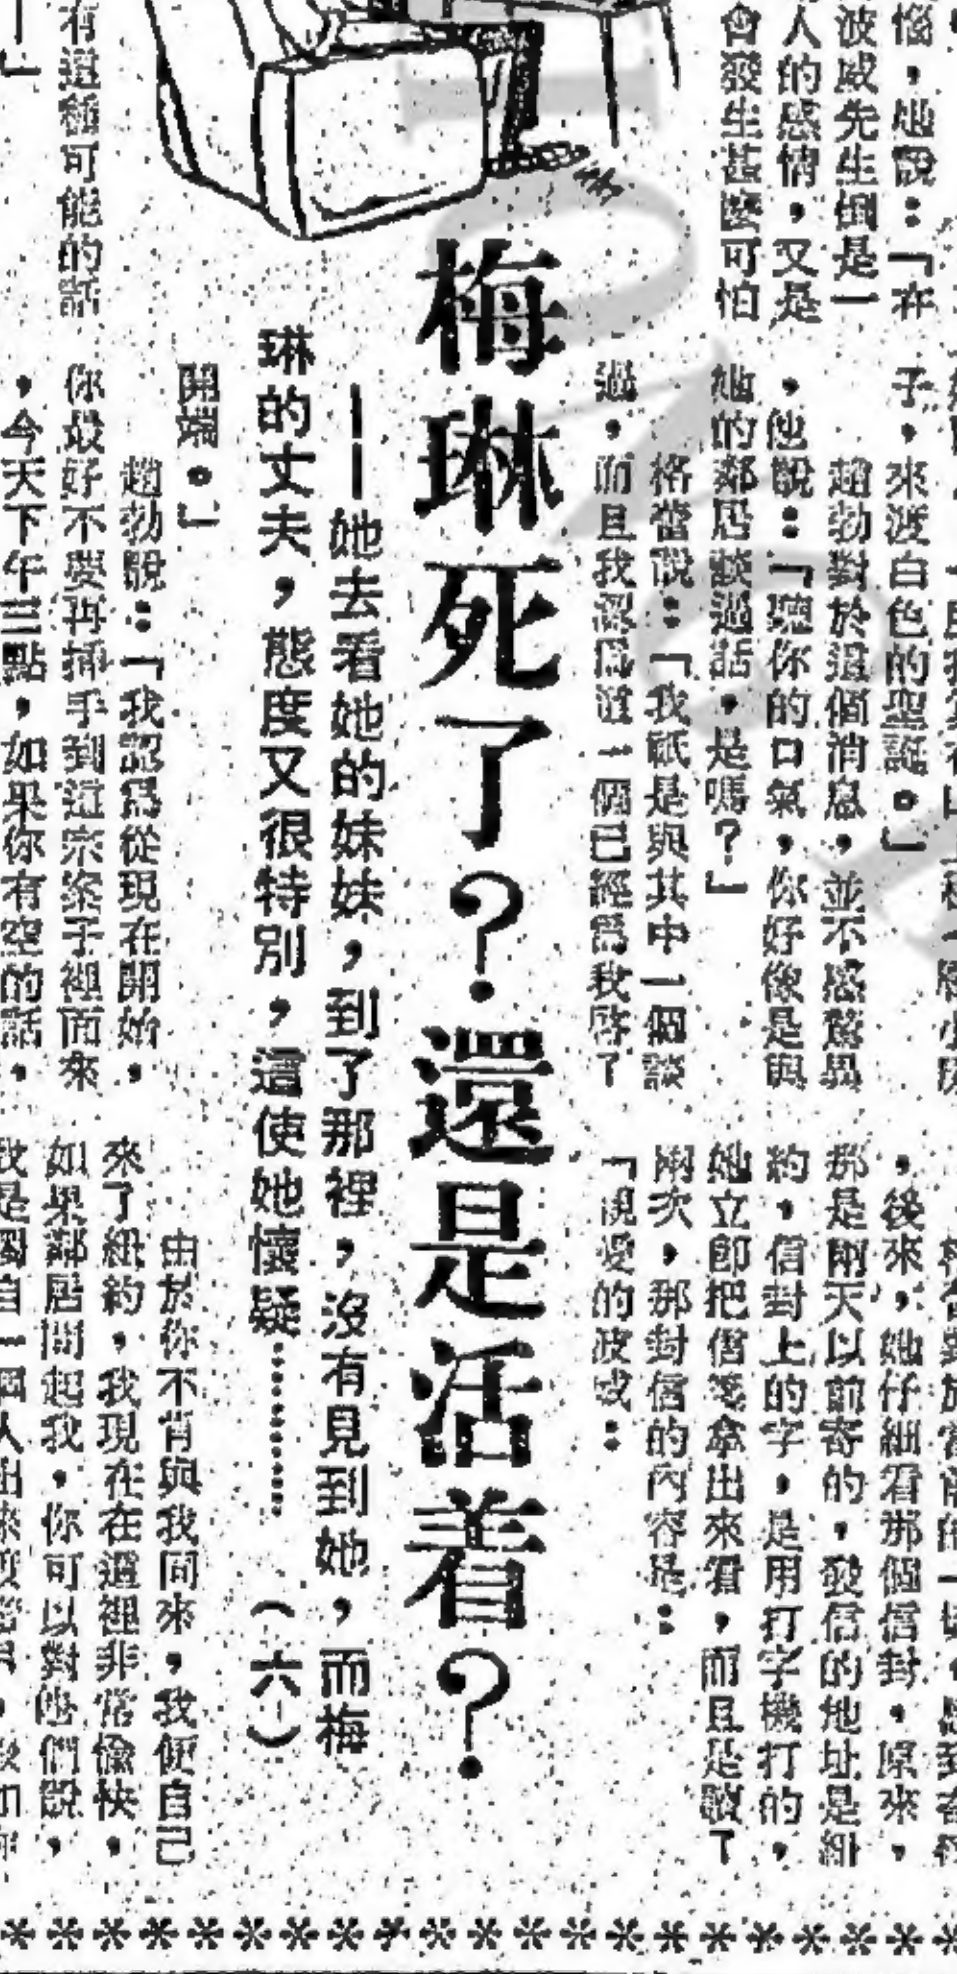 惱，她說：「在
波威先生倒是一
人的感情，又是
會發生甚麼可怕
子，來渡白色的聖誕。」
趙勃對於這個消息，並不感驚異
，他說：「聽你的口氣，你好像是與
她的鄰居談過話，是嗎？」
格當說：「我祇是與其中一個談
過，而且我認爲這一個已經爲我啓了
，後來，她仔細看那個信封，原來，
那是兩天以前寄的，發信的地址是紐
約，信封上的字，是用打字機打的，
她立即把信箋拿出來看，而且是讀了
兩次，那封信的內容是：
「親愛的波威：
梅琳死了？還是活着？
——她去看她的妹妹，到了那裡，沒有見到她，而梅
琳的丈夫，態度又很特別，這使她懷疑………（六）
有這種可能的話
開端。」
趙勃說：「我認爲從現在開始，
你最好不要再插手到這宗案子裡面來
，今天下午三點，如果你有空的話，
由於你不肯與我同來，我便自己
來了紐約，我現在在這裡非常愉快，
如果鄰居問起我，你可以對他們說，
我是獨自一個人出來